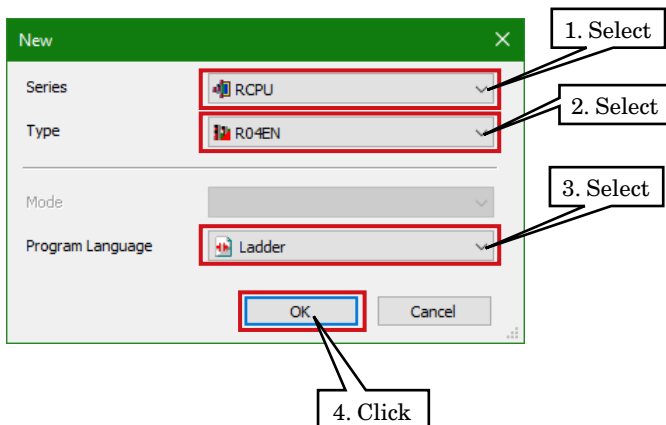 1. Select
New
Series
RCPU
2. Select
Type
R04EN
3. Select
Mode
Program Language
Ladder
OK
Cancel
4. Click